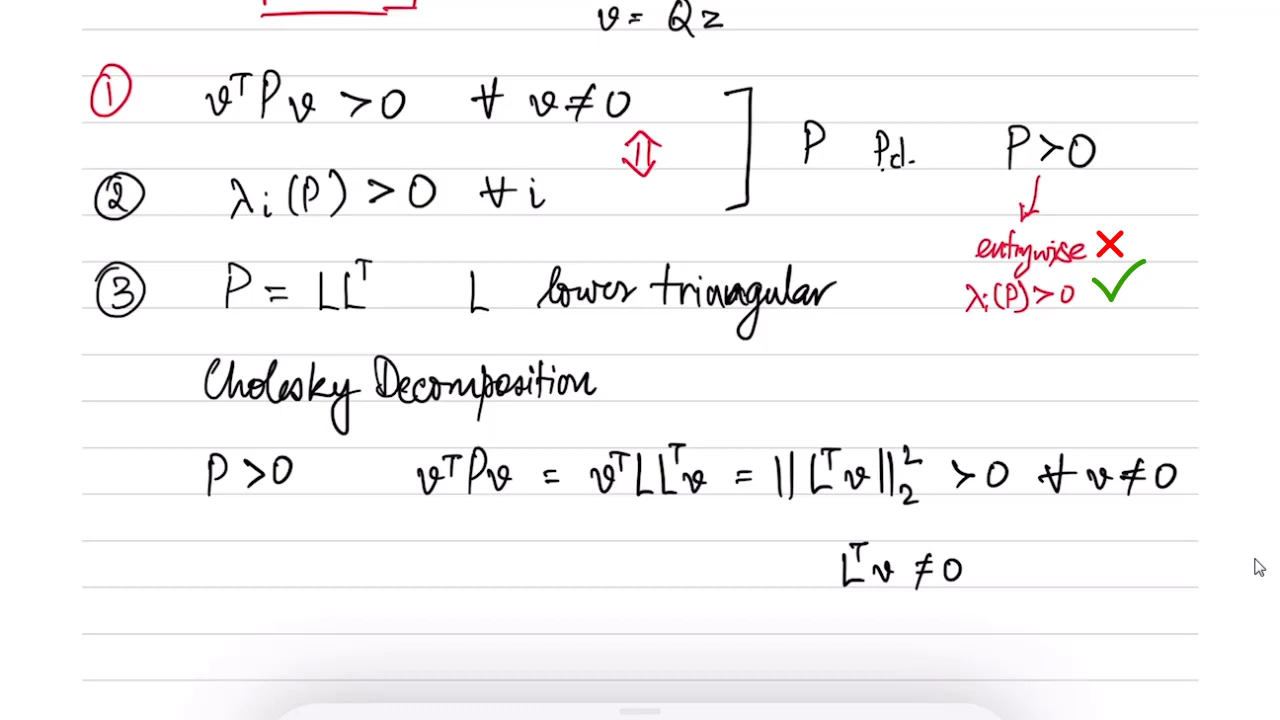 v = Qz
① vᵀPv > 0 ∀ v ≠ 0
⇕
② λᵢ(P) > 0 ∀ i
P P.d. P > 0
entrywise ✗
λᵢ(P) > 0 ✓
③ P = LLᵀ L lower triangular
Cholesky Decomposition
P > 0 vᵀPv = vᵀLLᵀv = ||Lᵀv||₂² > 0 ∀ v ≠ 0
Lᵀv ≠ 0